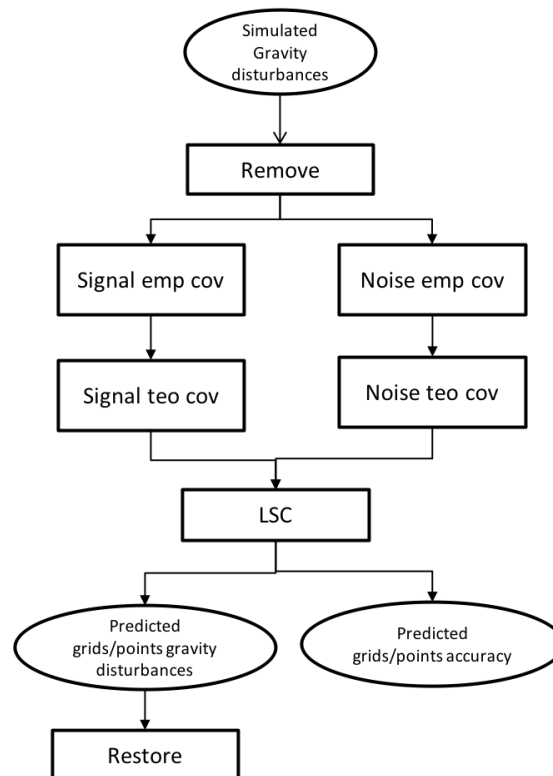 Simulated
Gravity
disturbances
Remove
Signal emp cov
Noise emp cov
Signal teo cov
Noise teo cov
LSC
Predicted
grids/points gravity
disturbances
Predicted
grids/points accuracy
Restore